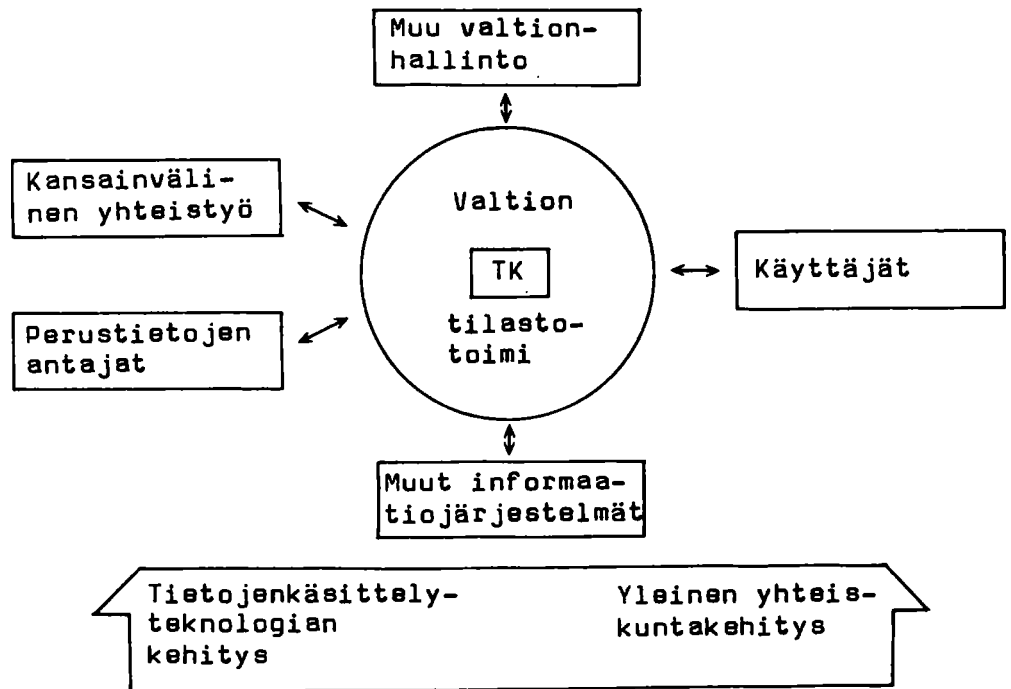 Muu valtion-
hallinto
Kansainväli-
nen yhteistyö
Valtion
TK
tilasto-
toimi
Käyttäjät
Perustietojen
antajat
Muut informaa-
tiojärjestelmät
Tietojenkäsittely-
teknologian
kehitys
Yleinen yhteis-
kuntakehitys